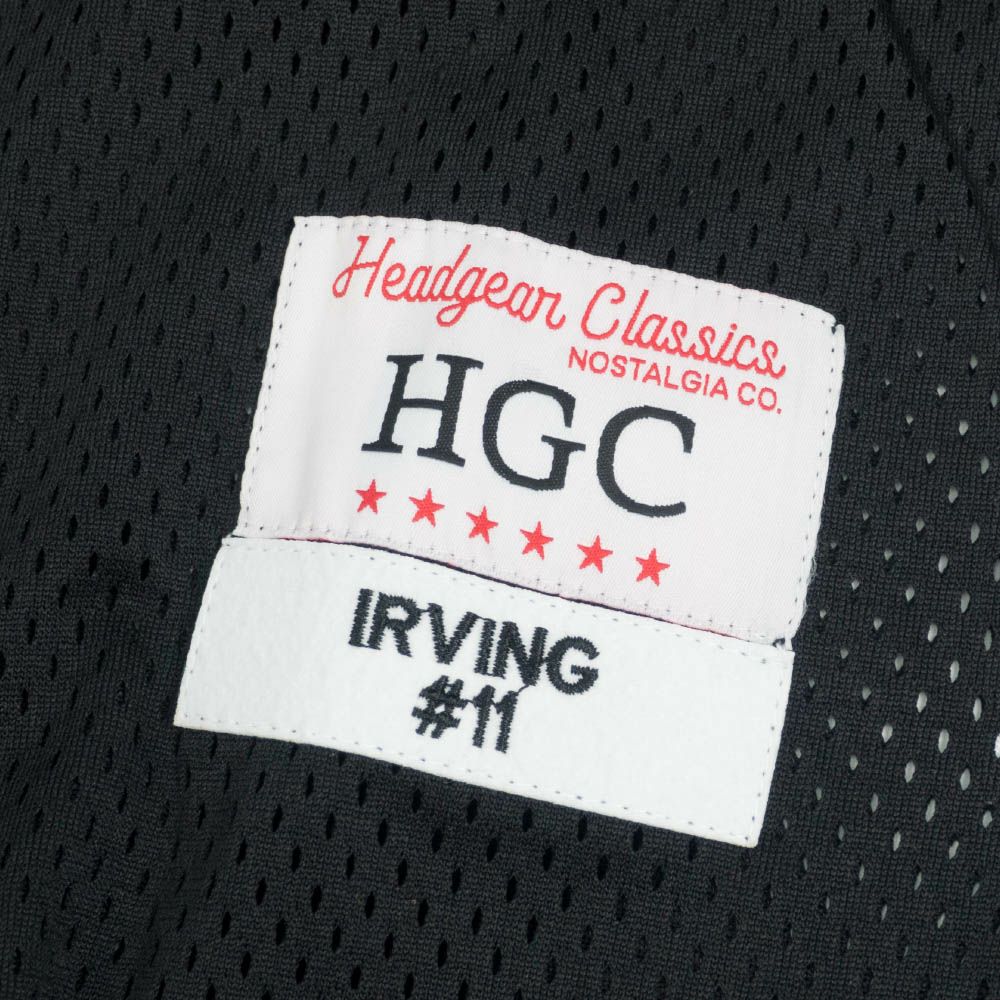 Headgear Classics
NOSTALGIA CO.
HGC
IRVING
#11